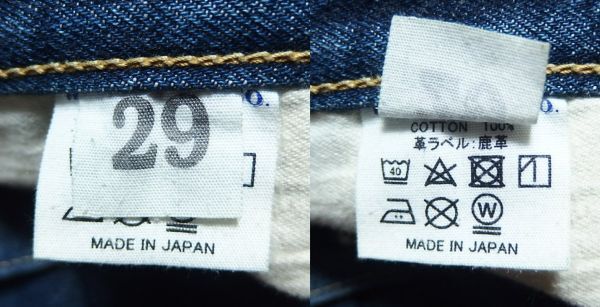 29
O.
MADE IN JAPAN
COTTON 100%
革ラベル:鹿革
40
W
MADE IN JAPAN